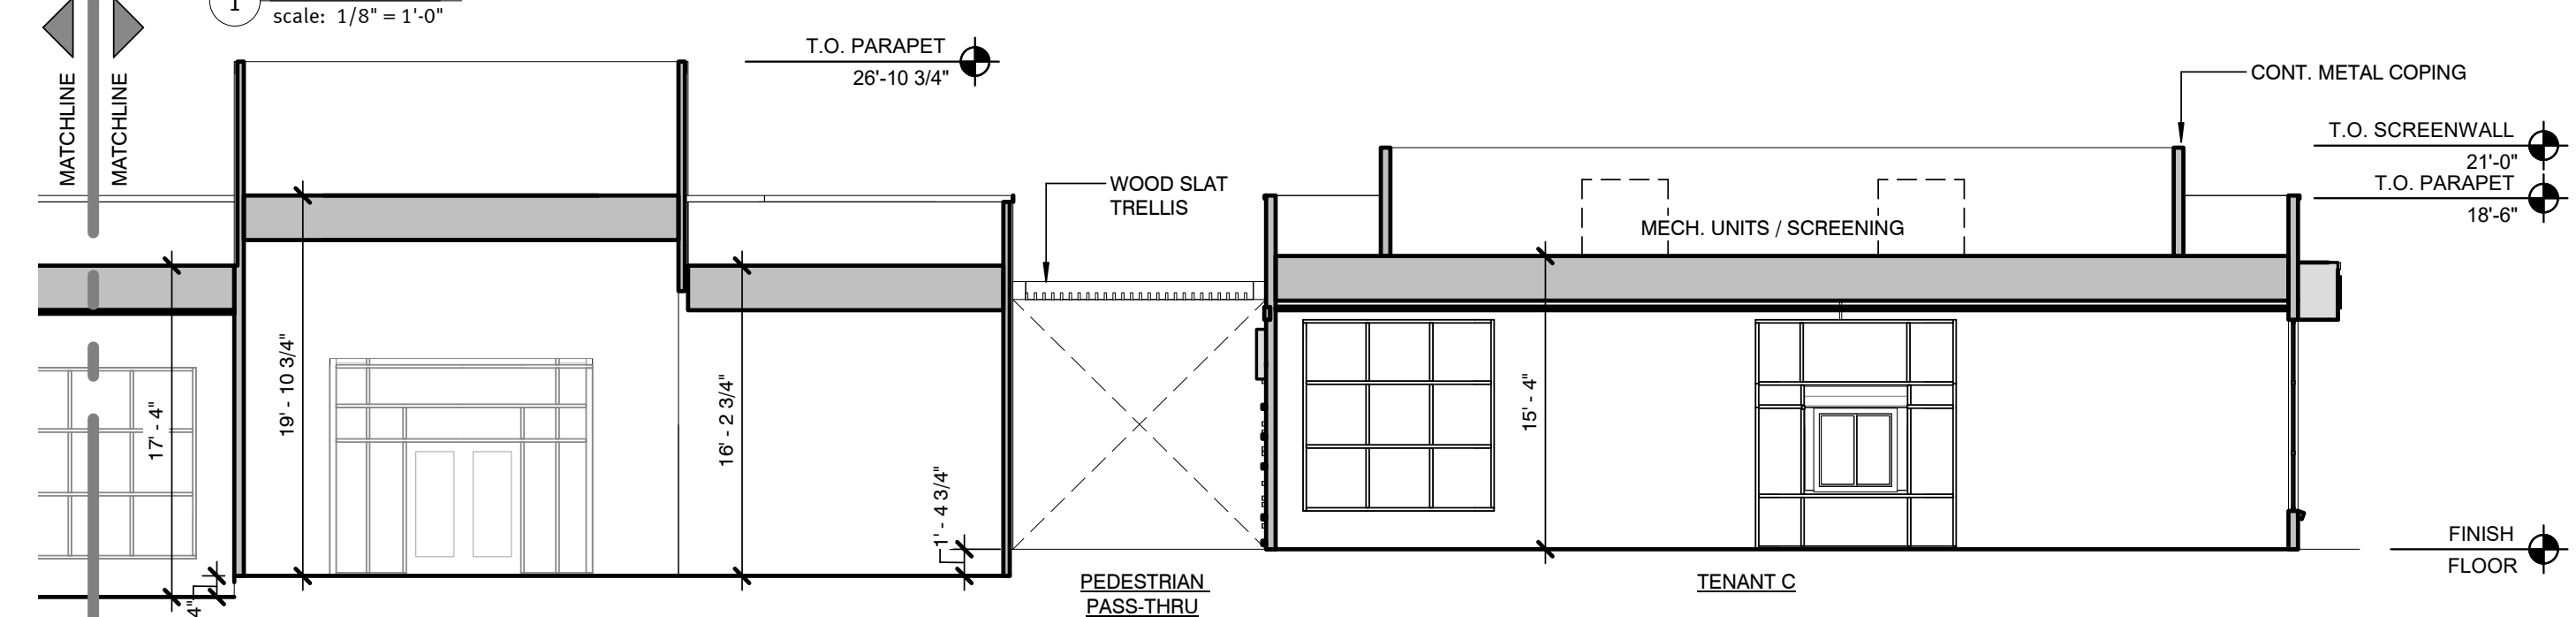 1
scale: 1/8" = 1'-0"
MATCHLINE
MATCHLINE
T.O. PARAPET
26'-10 3/4"
CONT. METAL COPING
T.O. SCREENWALL
21'-0"
T.O. PARAPET
18'-6"
WOOD SLAT
TRELLIS
MECH. UNITS / SCREENING
17' - 4"
19' - 10 3/4"
16' - 2 3/4"
1' - 4 3/4"
15' - 4"
4"
FINISH
FLOOR
PEDESTRIAN
PASS-THRU
TENANT C